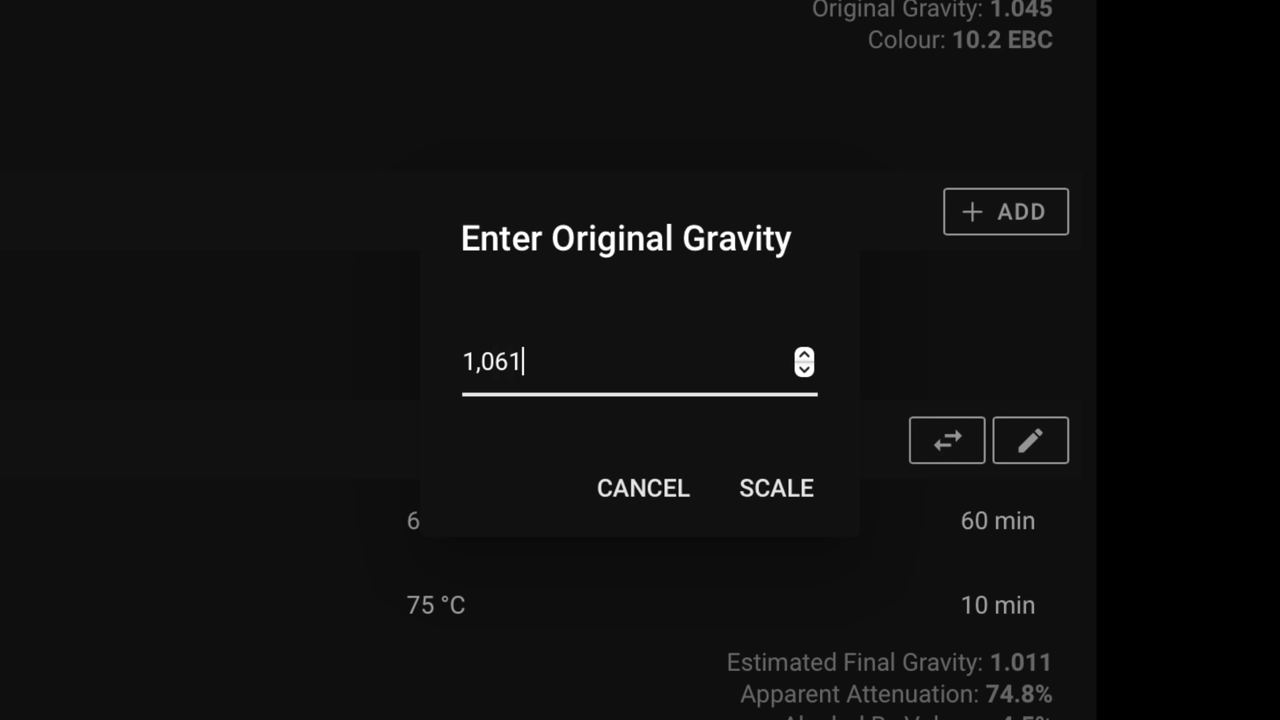 Original Gravity: 1.045
Colour: 10.2 EBC
+ ADD
Enter Original Gravity
1,061
CANCEL SCALE
6 60 min
75 °C 10 min
Estimated Final Gravity: 1.011
Apparent Attenuation: 74.8%